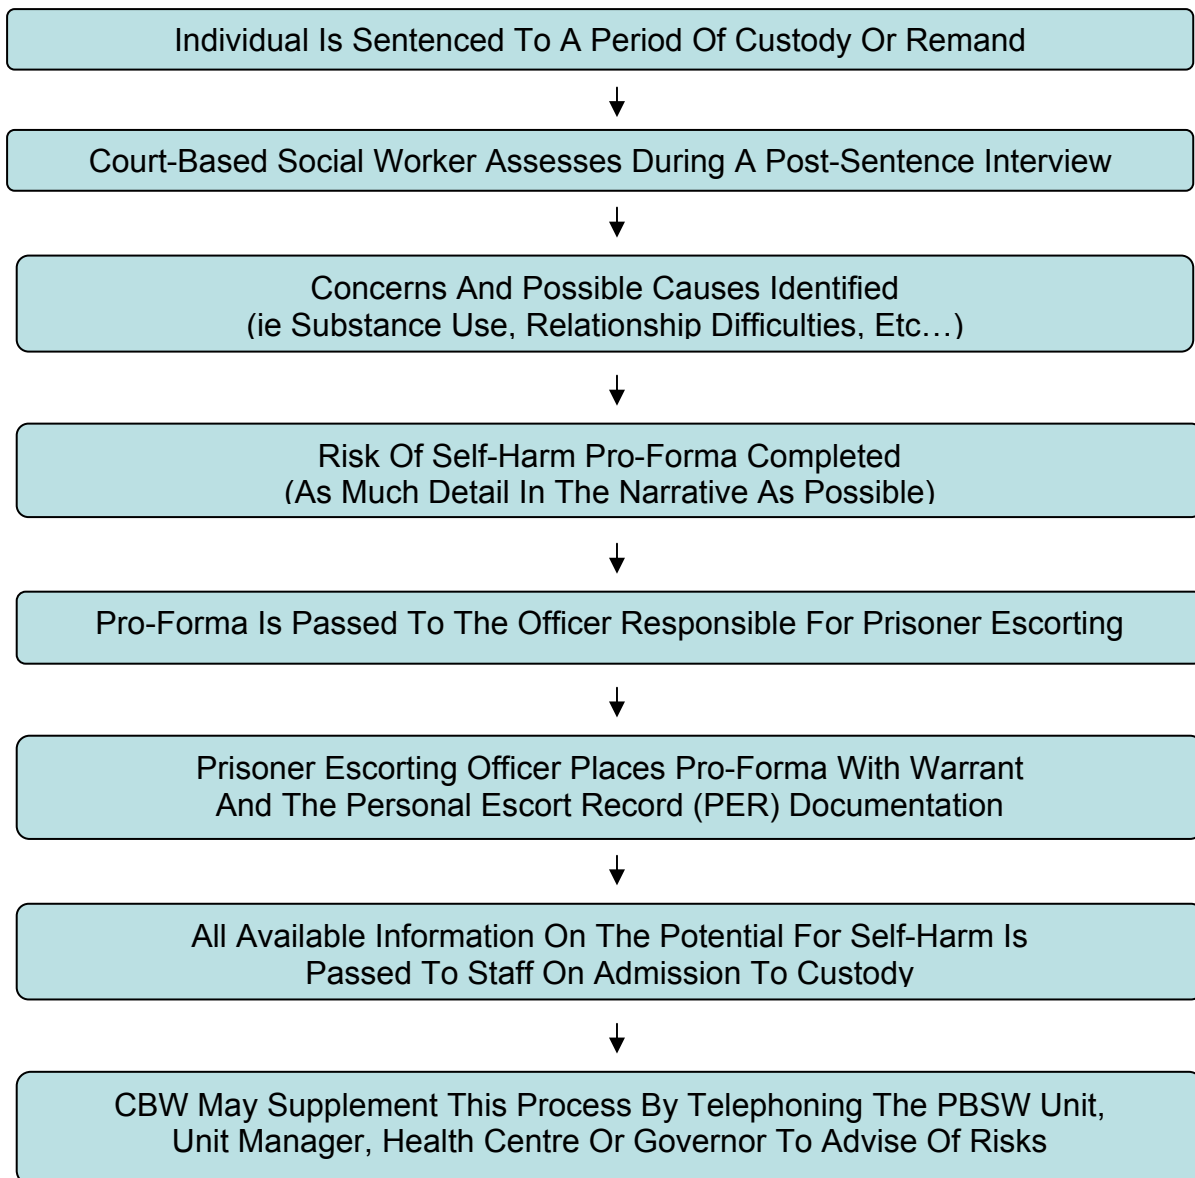 Individual Is Sentenced To A Period Of Custody Or Remand
Court-Based Social Worker Assesses During A Post-Sentence Interview
Concerns And Possible Causes Identified
(ie Substance Use, Relationship Difficulties, Etc…)
Risk Of Self-Harm Pro-Forma Completed
(As Much Detail In The Narrative As Possible)
Pro-Forma Is Passed To The Officer Responsible For Prisoner Escorting
Prisoner Escorting Officer Places Pro-Forma With Warrant
And The Personal Escort Record (PER) Documentation
All Available Information On The Potential For Self-Harm Is
Passed To Staff On Admission To Custody
CBW May Supplement This Process By Telephoning The PBSW Unit,
Unit Manager, Health Centre Or Governor To Advise Of Risks